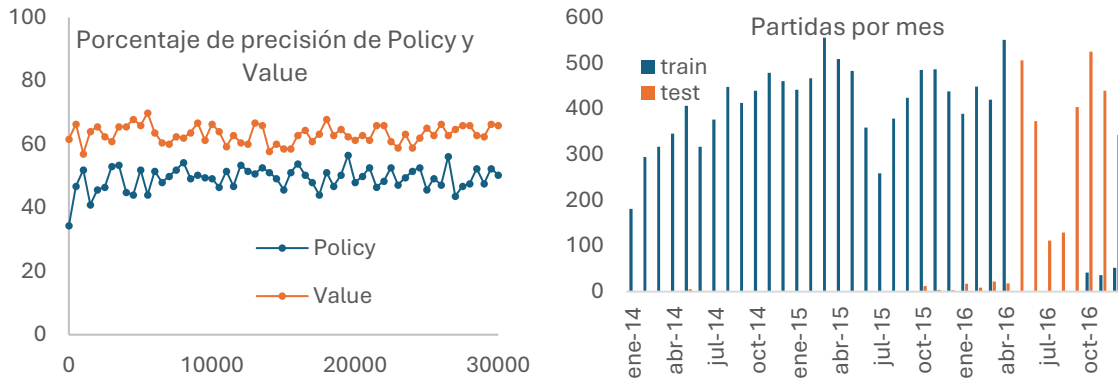 Porcentaje de precisión de Policy y
Value
100
80
60
40
20
0
0
10000
20000
30000
Policy
Value
Partidas por mes
train
test
600
500
400
300
200
100
0
ene-14
abr-14
jul-14
oct-14
ene-15
abr-15
jul-15
oct-15
ene-16
abr-16
jul-16
oct-16